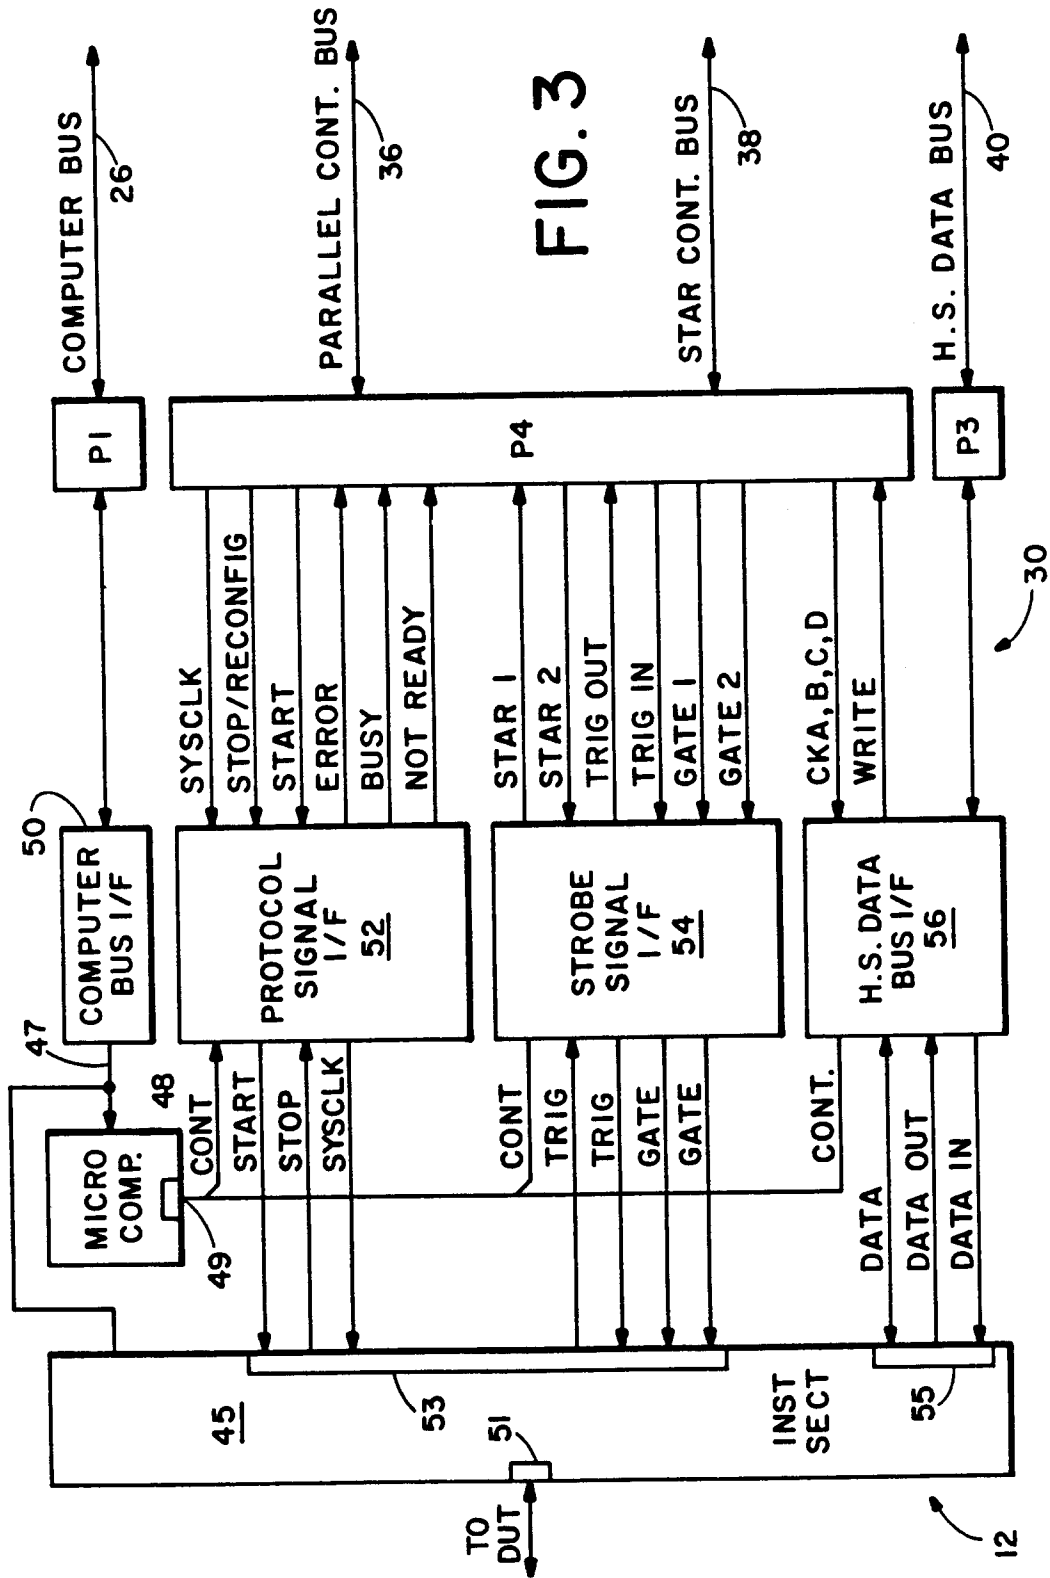 FIG. 3
TO
DUT
51
12
45
53
INST
SECT
55
MICRO
COMP.
48
49
47
CONT
START
STOP
SYSCLK
CONT
TRIG
TRIG
GATE
GATE
CONT.
DATA
DATA OUT
DATA IN
COMPUTER
BUS I/F
50
PROTOCOL
SIGNAL
I/F
52
STROBE
SIGNAL
I/F
54
H.S. DATA
BUS I/F
56
SYSCLK
STOP/RECONFIG
START
ERROR
BUSY
NOT READY
STAR 1
STAR 2
TRIG OUT
TRIG IN
GATE 1
GATE 2
CKA,B,C,D
WRITE
30
P1
P4
P3
COMPUTER BUS
26
PARALLEL CONT. BUS
36
STAR CONT. BUS
38
H.S. DATA BUS
40